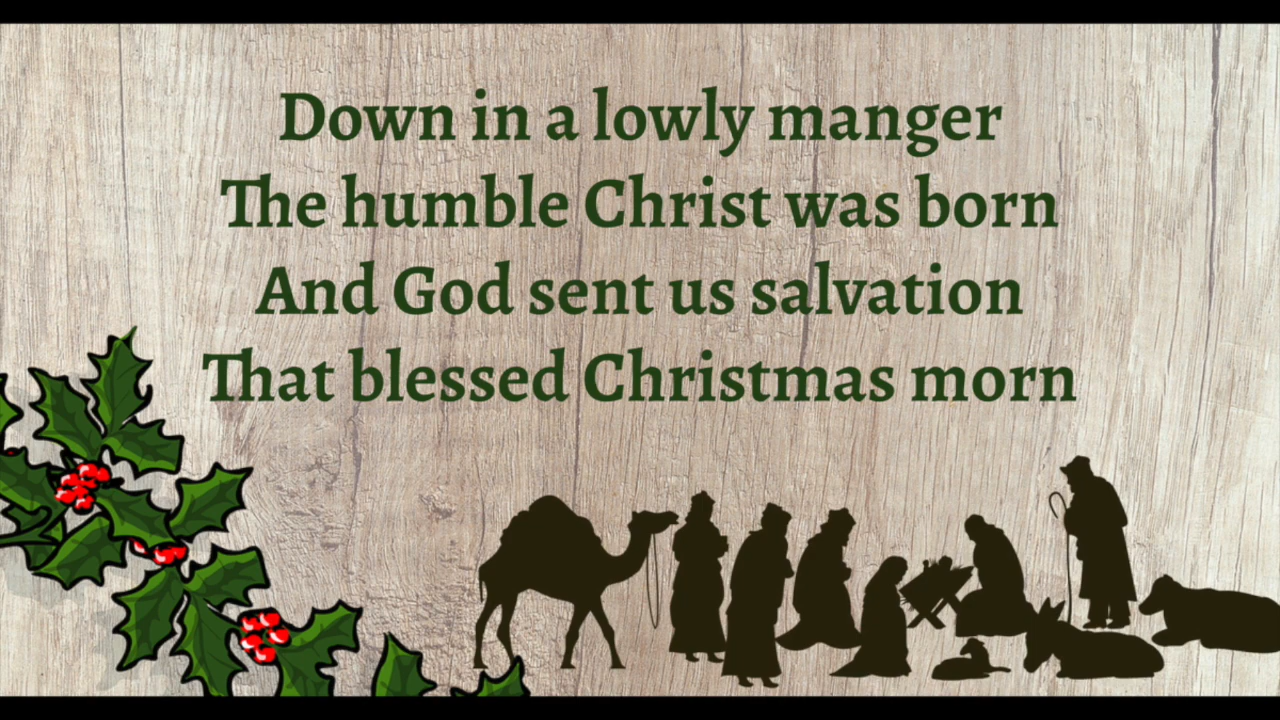 Down in a lowly manger
The humble Christ was born
And God sent us salvation
That blessed Christmas morn